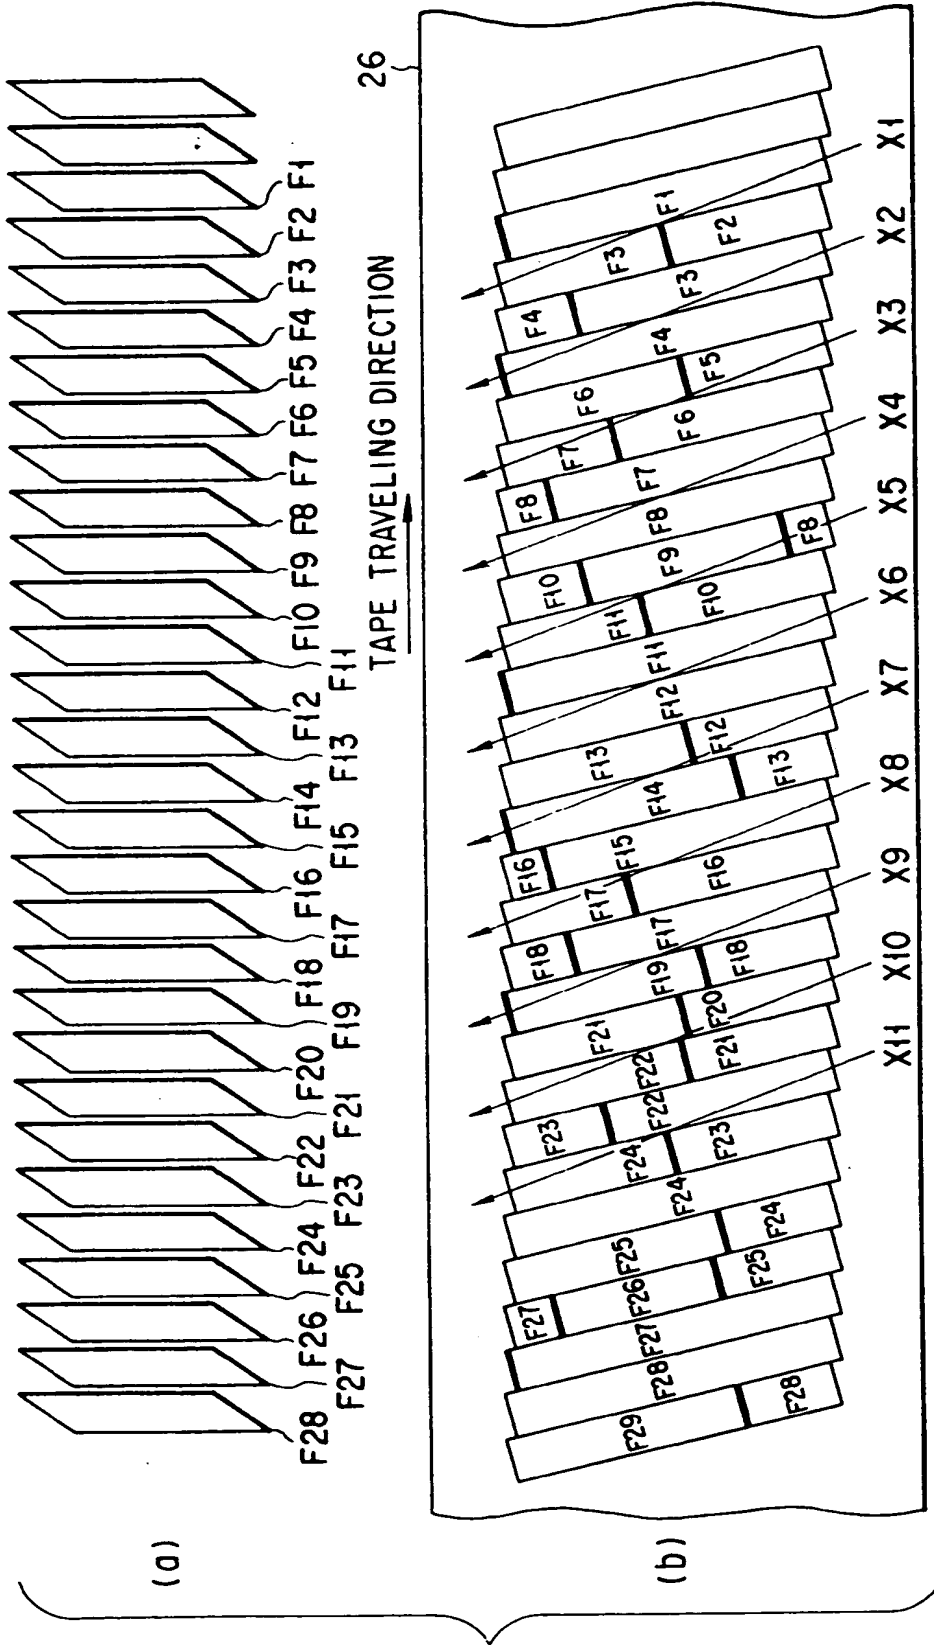 (a)
F28
F27
F26
F25
F24
F23
F22
F21
F20
F19
F18
F17
F16
F15
F14
F13
F12
F11
F10
F9
F8
F7
F6
F5
F4
F3
F2
F1
TAPE TRAVELING DIRECTION
26
(b)
F29
F28
F28
F27
F27
F26
F25
F25
F24
F24
F24
F23
F23
F22
F22
F21
F21
F20
F19
F18
F18
F17
F17
F16
F16
F15
F14
F13
F13
F12
F12
F11
F11
F10
F10
F9
F8
F8
F8
F7
F7
F6
F6
F5
F4
F4
F3
F3
F2
F1
X11
X10
X9
X8
X7
X6
X5
X4
X3
X2
X1